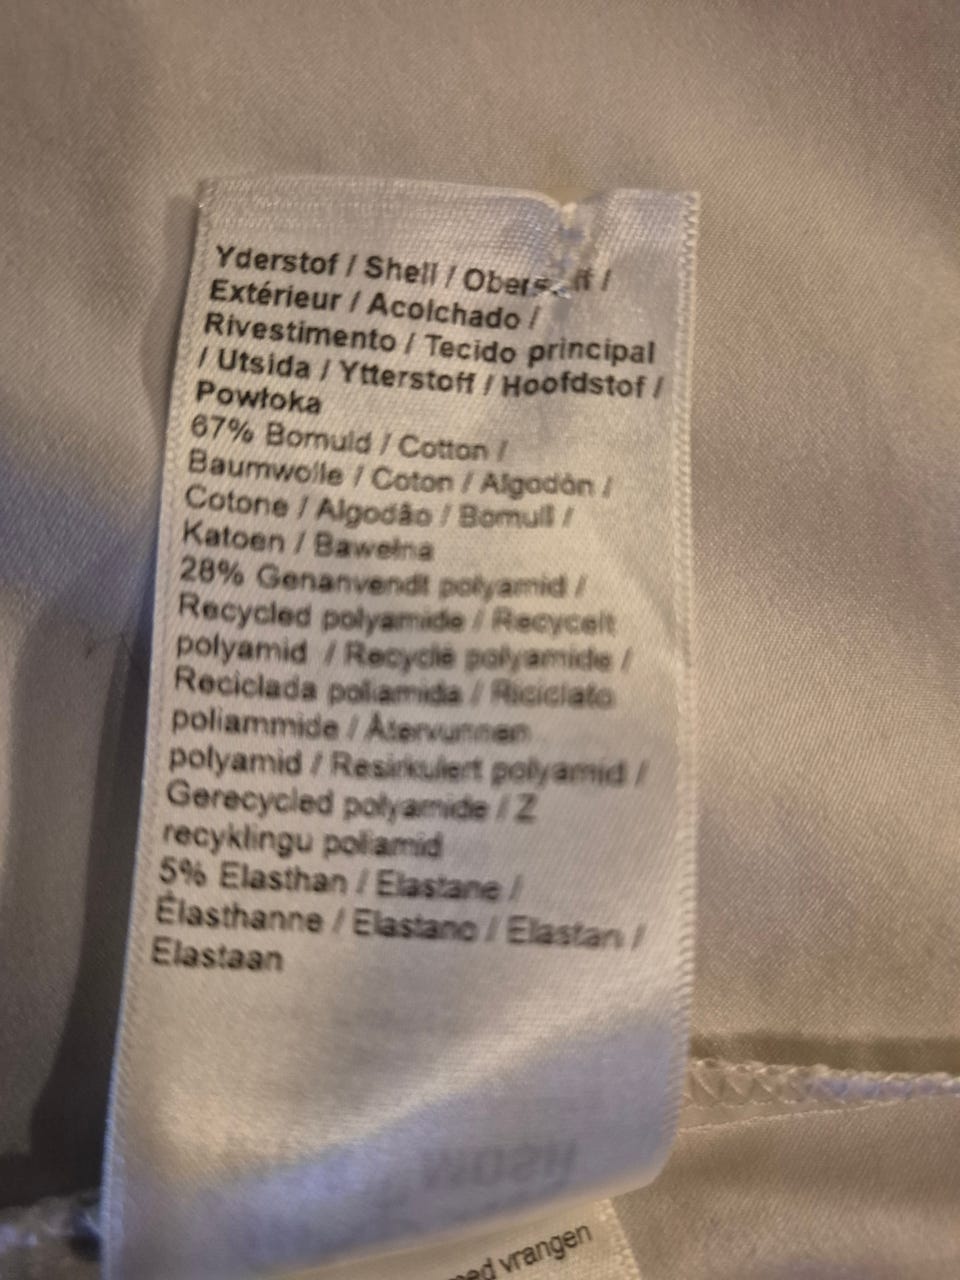 Yderstof / Shell / /
Extérieur / Acolchado /
Rivestimento / Tecido principal
/ Utsida / Ytterstoff / Hoofdstof /
Powłoka
67% Bomuld / Cotton /
Baumwolle / Coton / Algodón /
Cotone / Algodão / Bomull /
Katoen / Bawełna
28% Genanvendt polyamid /
Recycled polyamide / Recycelt
polyamid / Recyclé polyamide /
Reciclada poliamida / Riciclato
poliammide / Återvunnen
polyamid / Resirkulert polyamid /
Gerecycled polyamide / Z
recyklingu poliamid
5% Elasthan / Elastane /
Élasthanne / Elastano / Elastan /
Elastaan
vrangen